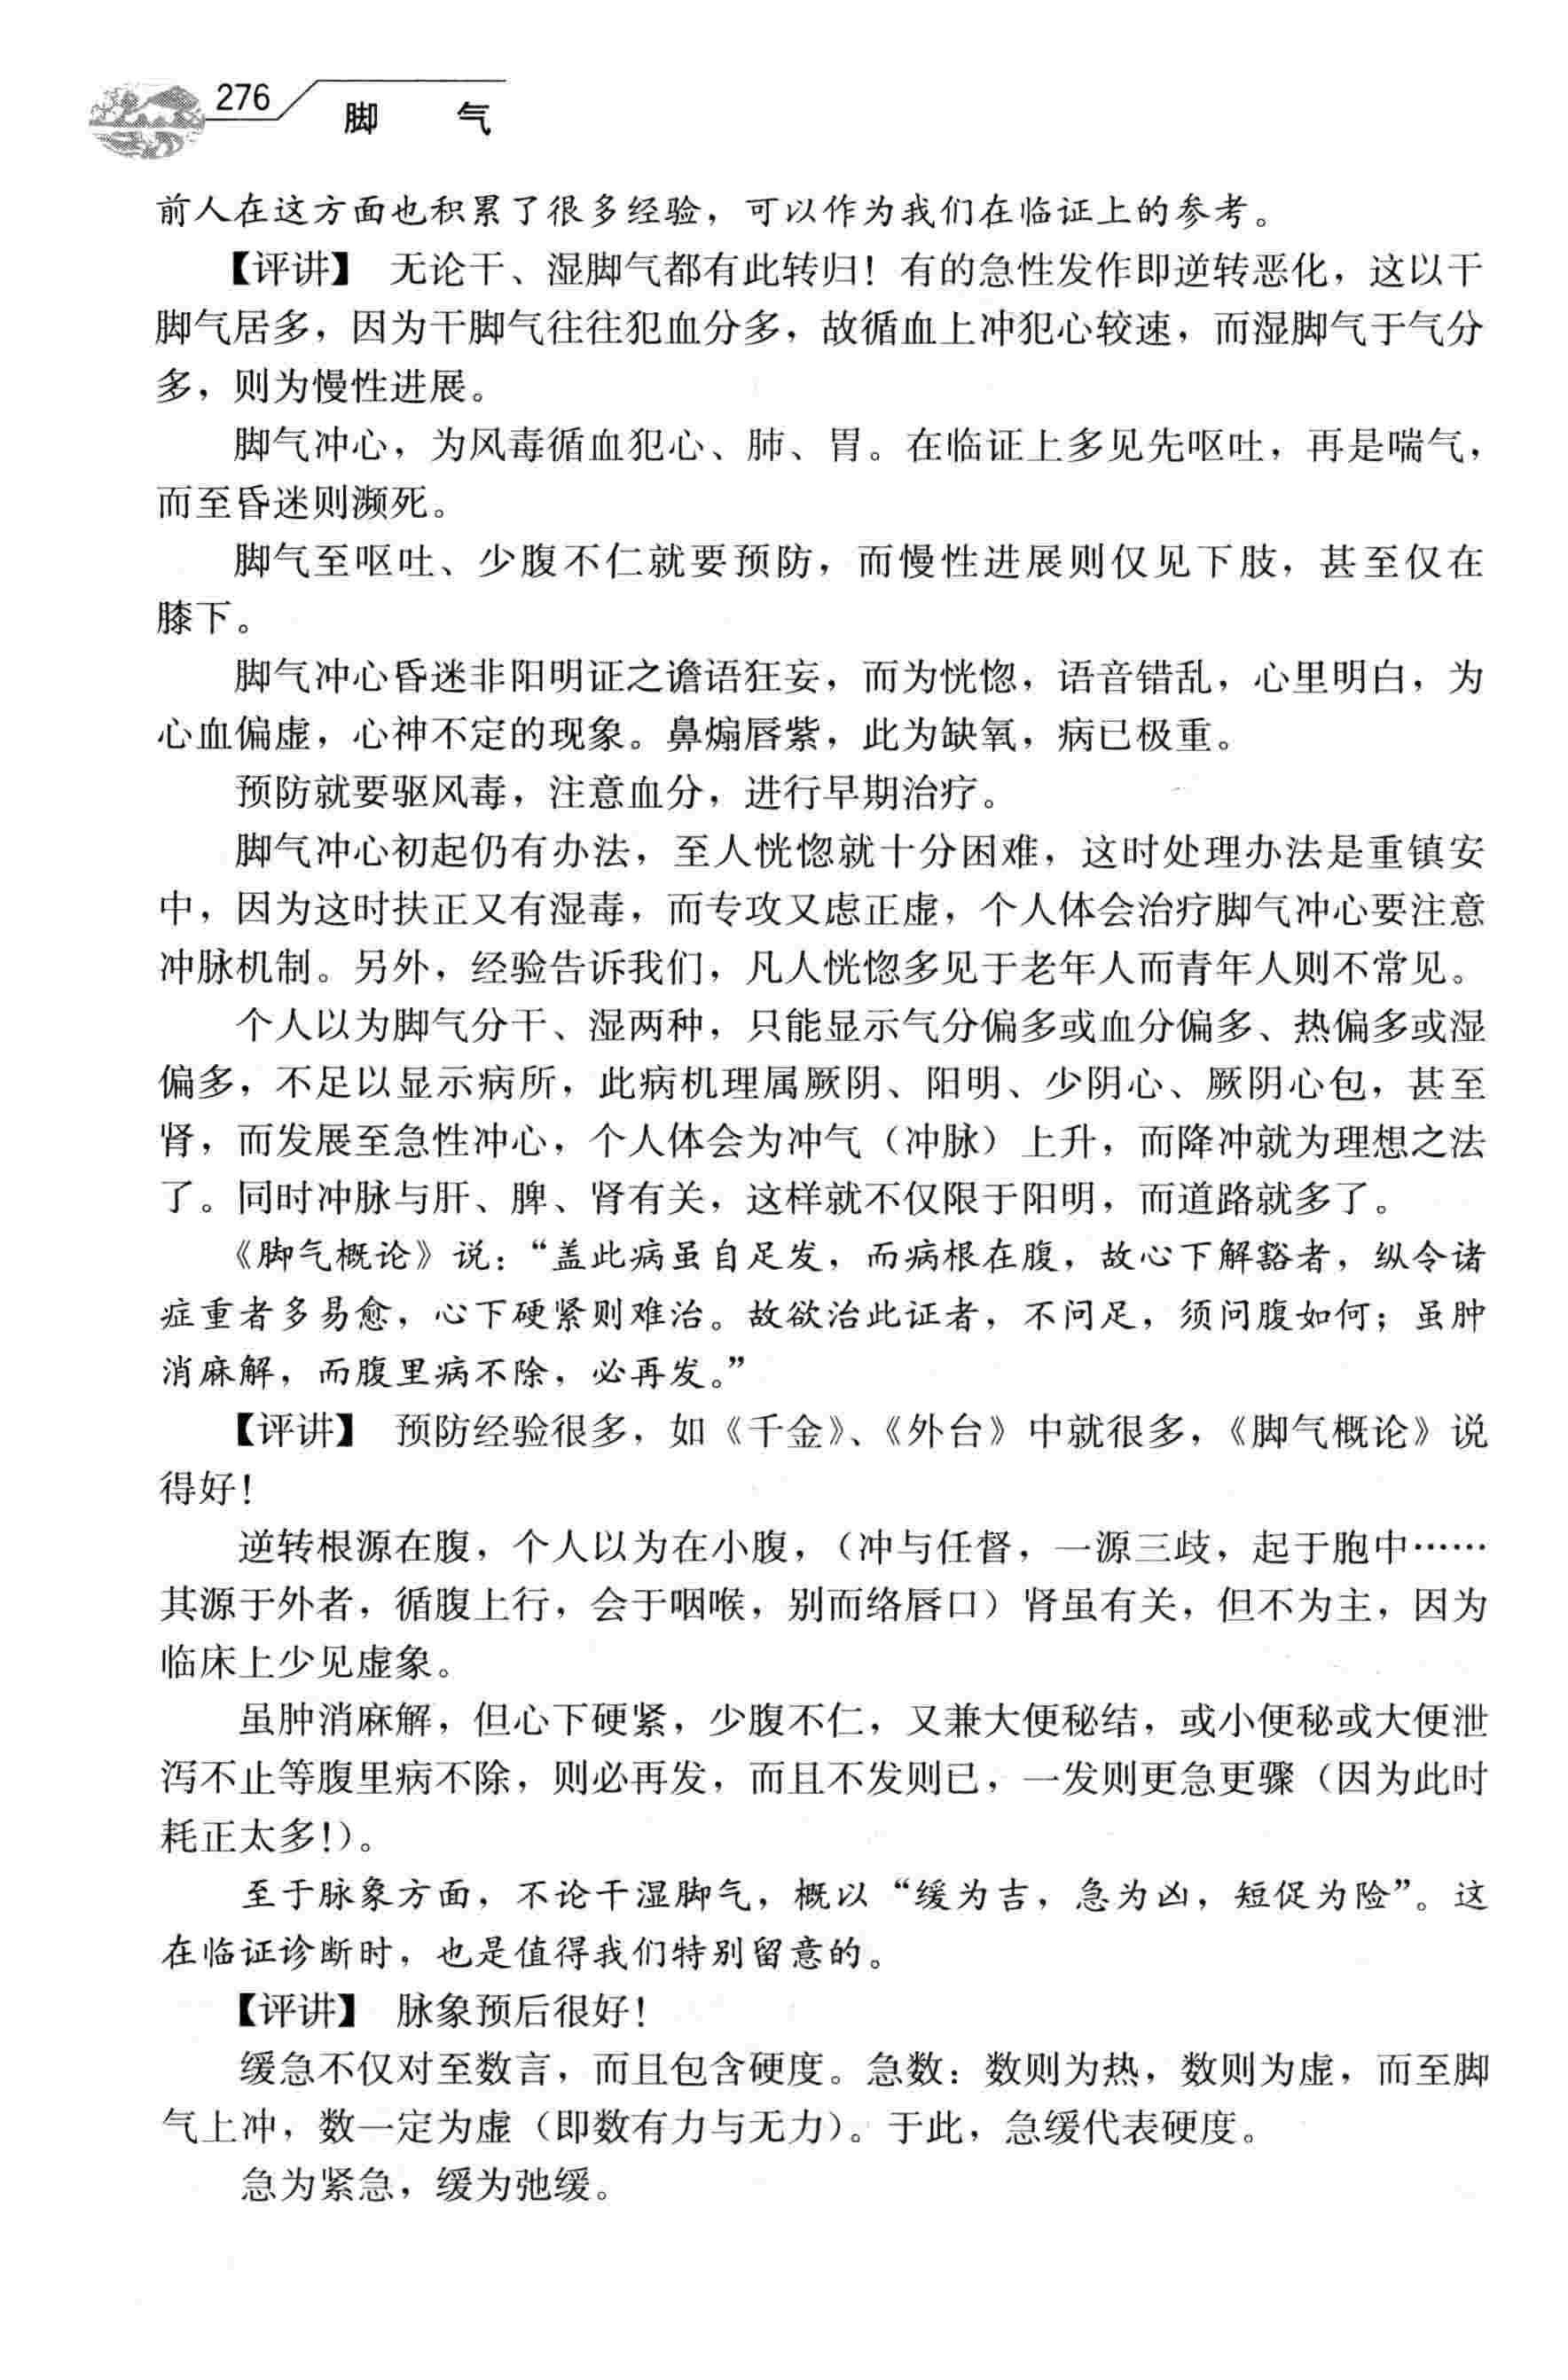 276
脚 气
前人在这方面也积累了很多经验，可以作为我们在临证上的参考。
【评讲】 无论干、湿脚气都有此转归！有的急性发作即逆转恶化，这以干
脚气居多，因为干脚气往往犯血分多，故循血上冲犯心较速，而湿脚气于气分
多，则为慢性进展。
脚气冲心，为风毒循血犯心、肺、胃。在临证上多见先呕吐，再是喘气，
而至昏迷则濒死。
脚气至呕吐、少腹不仁就要预防，而慢性进展则仅见下肢，甚至仅在
膝下。
脚气冲心昏迷非阳明证之谵语狂妄，而为恍惚，语音错乱，心里明白，为
心血偏虚，心神不定的现象。鼻煽唇紫，此为缺氧，病已极重。
预防就要驱风毒，注意血分，进行早期治疗。
脚气冲心初起仍有办法，至人恍惚就十分困难，这时处理办法是重镇安
中，因为这时扶正又有湿毒，而专攻又虑正虚，个人体会治疗脚气冲心要注意
冲脉机制。另外，经验告诉我们，凡人恍惚多见于老年人而青年人则不常见。
个人以为脚气分干、湿两种，只能显示气分偏多或血分偏多、热偏多或湿
偏多，不足以显示病所，此病机理属厥阴、阳明、少阴心、厥阴心包，甚至
肾，而发展至急性冲心，个人体会为冲气（冲脉）上升，而降冲就为理想之法
了。同时冲脉与肝、脾、肾有关，这样就不仅限于阳明，而道路就多了。
《脚气概论》说：“盖此病虽自足发，而病根在腹，故心下解豁者，纵令诸
症重者多易愈，心下硬紧则难治。故欲治此证者，不问足，须问腹如何；虽肿
消麻解，而腹里病不除，必再发。”
【评讲】 预防经验很多，如《千金》、《外台》中就很多，《脚气概论》说
得好！
逆转根源在腹，个人以为在小腹，（冲与任督，一源三歧，起于胞中……
其源于外者，循腹上行，会于咽喉，别而络唇口）肾虽有关，但不为主，因为
临床上少见虚象。
虽肿消麻解，但心下硬紧，少腹不仁，又兼大便秘结，或小便秘或大便泄
泻不止等腹里病不除，则必再发，而且不发则已，一发则更急更骤（因为此时
耗正太多！）。
至于脉象方面，不论干湿脚气，概以“缓为吉，急为凶，短促为险”。这
在临证诊断时，也是值得我们特别留意的。
【评讲】 脉象预后很好！
缓急不仅对至数言，而且包含硬度。急数：数则为热，数则为虚，而至脚
气上冲，数一定为虚（即数有力与无力）。于此，急缓代表硬度。
急为紧急，缓为弛缓。